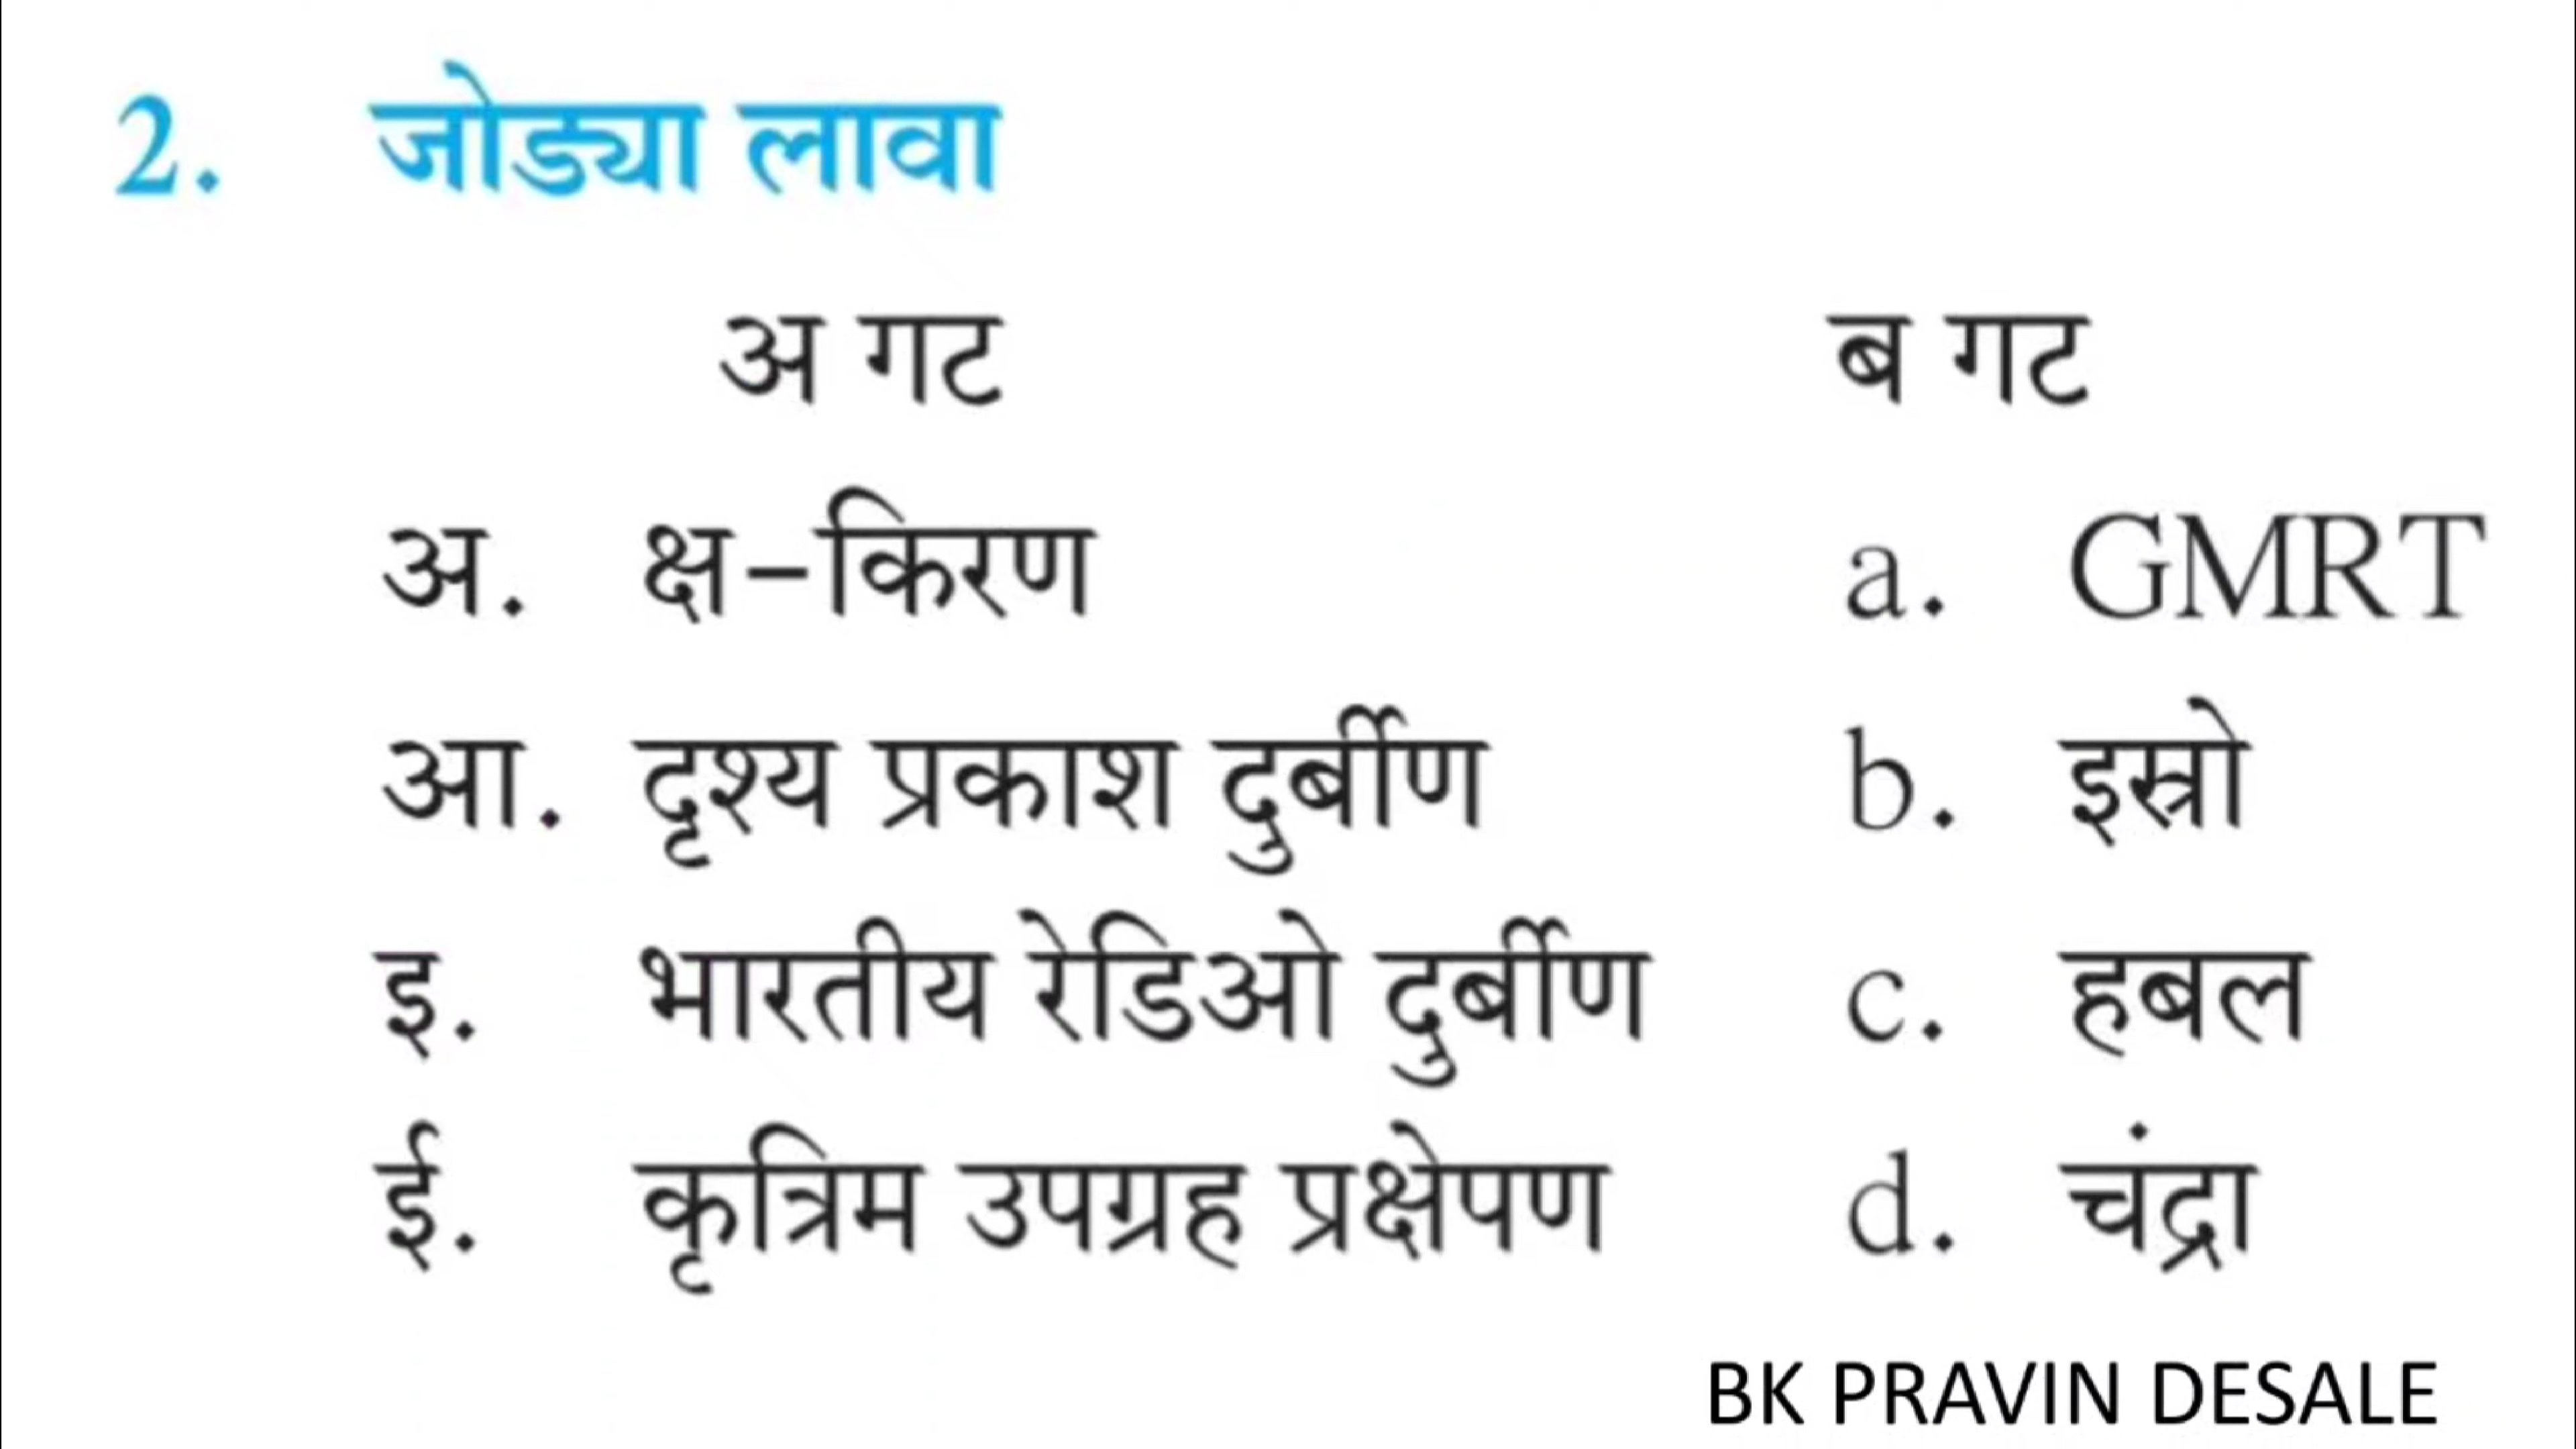 2. जोड्या लावा
अ गट ब गट
अ. क्ष-किरण a. GMRT
आ. दृश्य प्रकाश दुर्बीण b. इस्रो
इ. भारतीय रेडिओ दुर्बीण c. हबल
ई. कृत्रिम उपग्रह प्रक्षेपण d. चंद्रा
BK PRAVIN DESALE